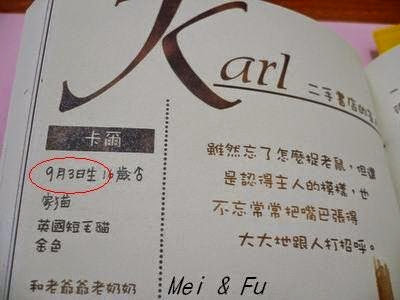 Karl
二手書店的
卡爾
9月3日生 16歲
家貓
英國短毛貓
金色
和老爺爺老奶奶
雖然忘了怎麼捉老鼠，但還
是認得主人的模樣，也
不忘常常把嘴巴張得
大大地跟人打招呼。
Mei & Fu